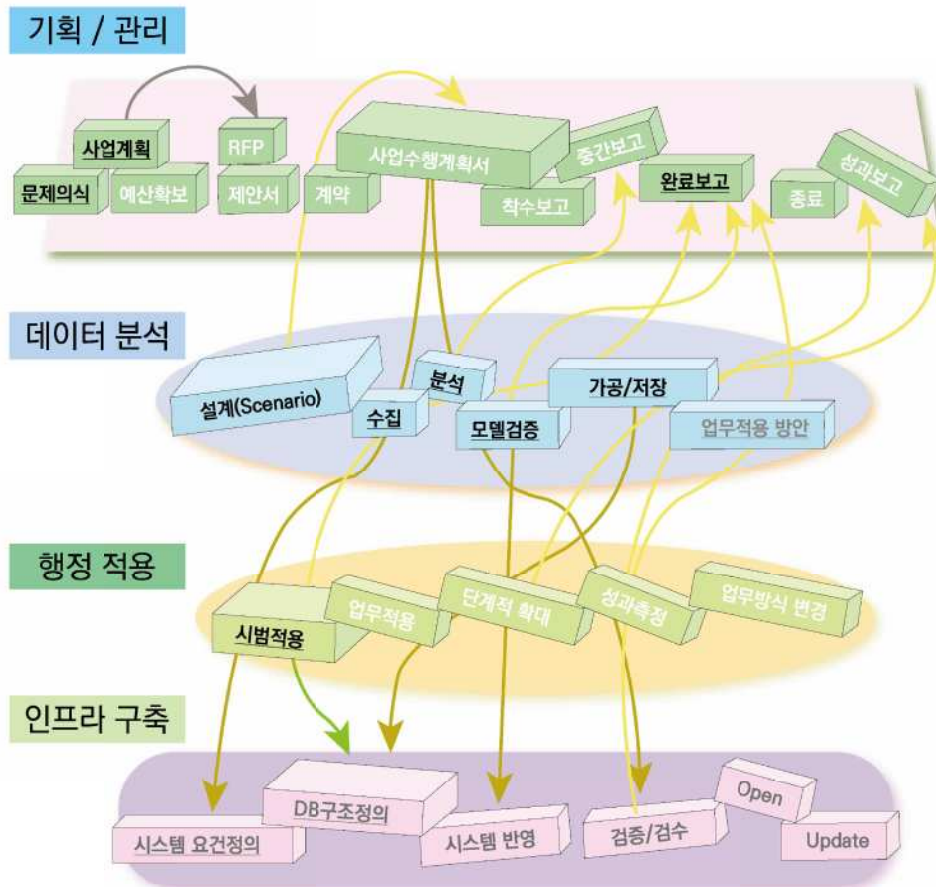 기획 / 관리
사업계획
RFP
사업수행계획서
중간보고
성과보고
문제의식
예산확보
제안서
계약
착수보고
완료보고
종료
데이터 분석
설계(Scenario)
수집
분석
모델검증
가공/저장
업무적용 방안
행정 적용
시범적용
업무적용
단계적 확대
성과측정
업무방식 변경
인프라 구축
시스템 요건정의
DB구조정의
시스템 반영
검증/검수
Open
Update